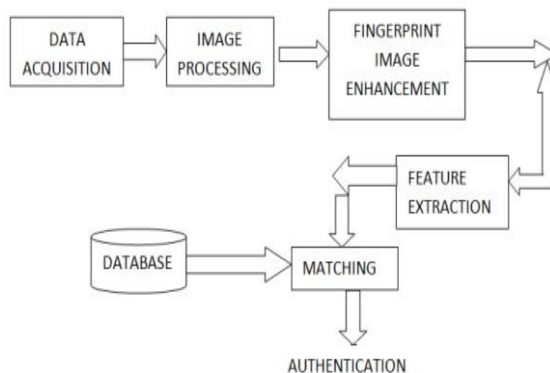 DATA
ACQUISITION
IMAGE
PROCESSING
FINGERPRINT
IMAGE
ENHANCEMENT
FEATURE
EXTRACTION
DATABASE
MATCHING
AUTHENTICATION